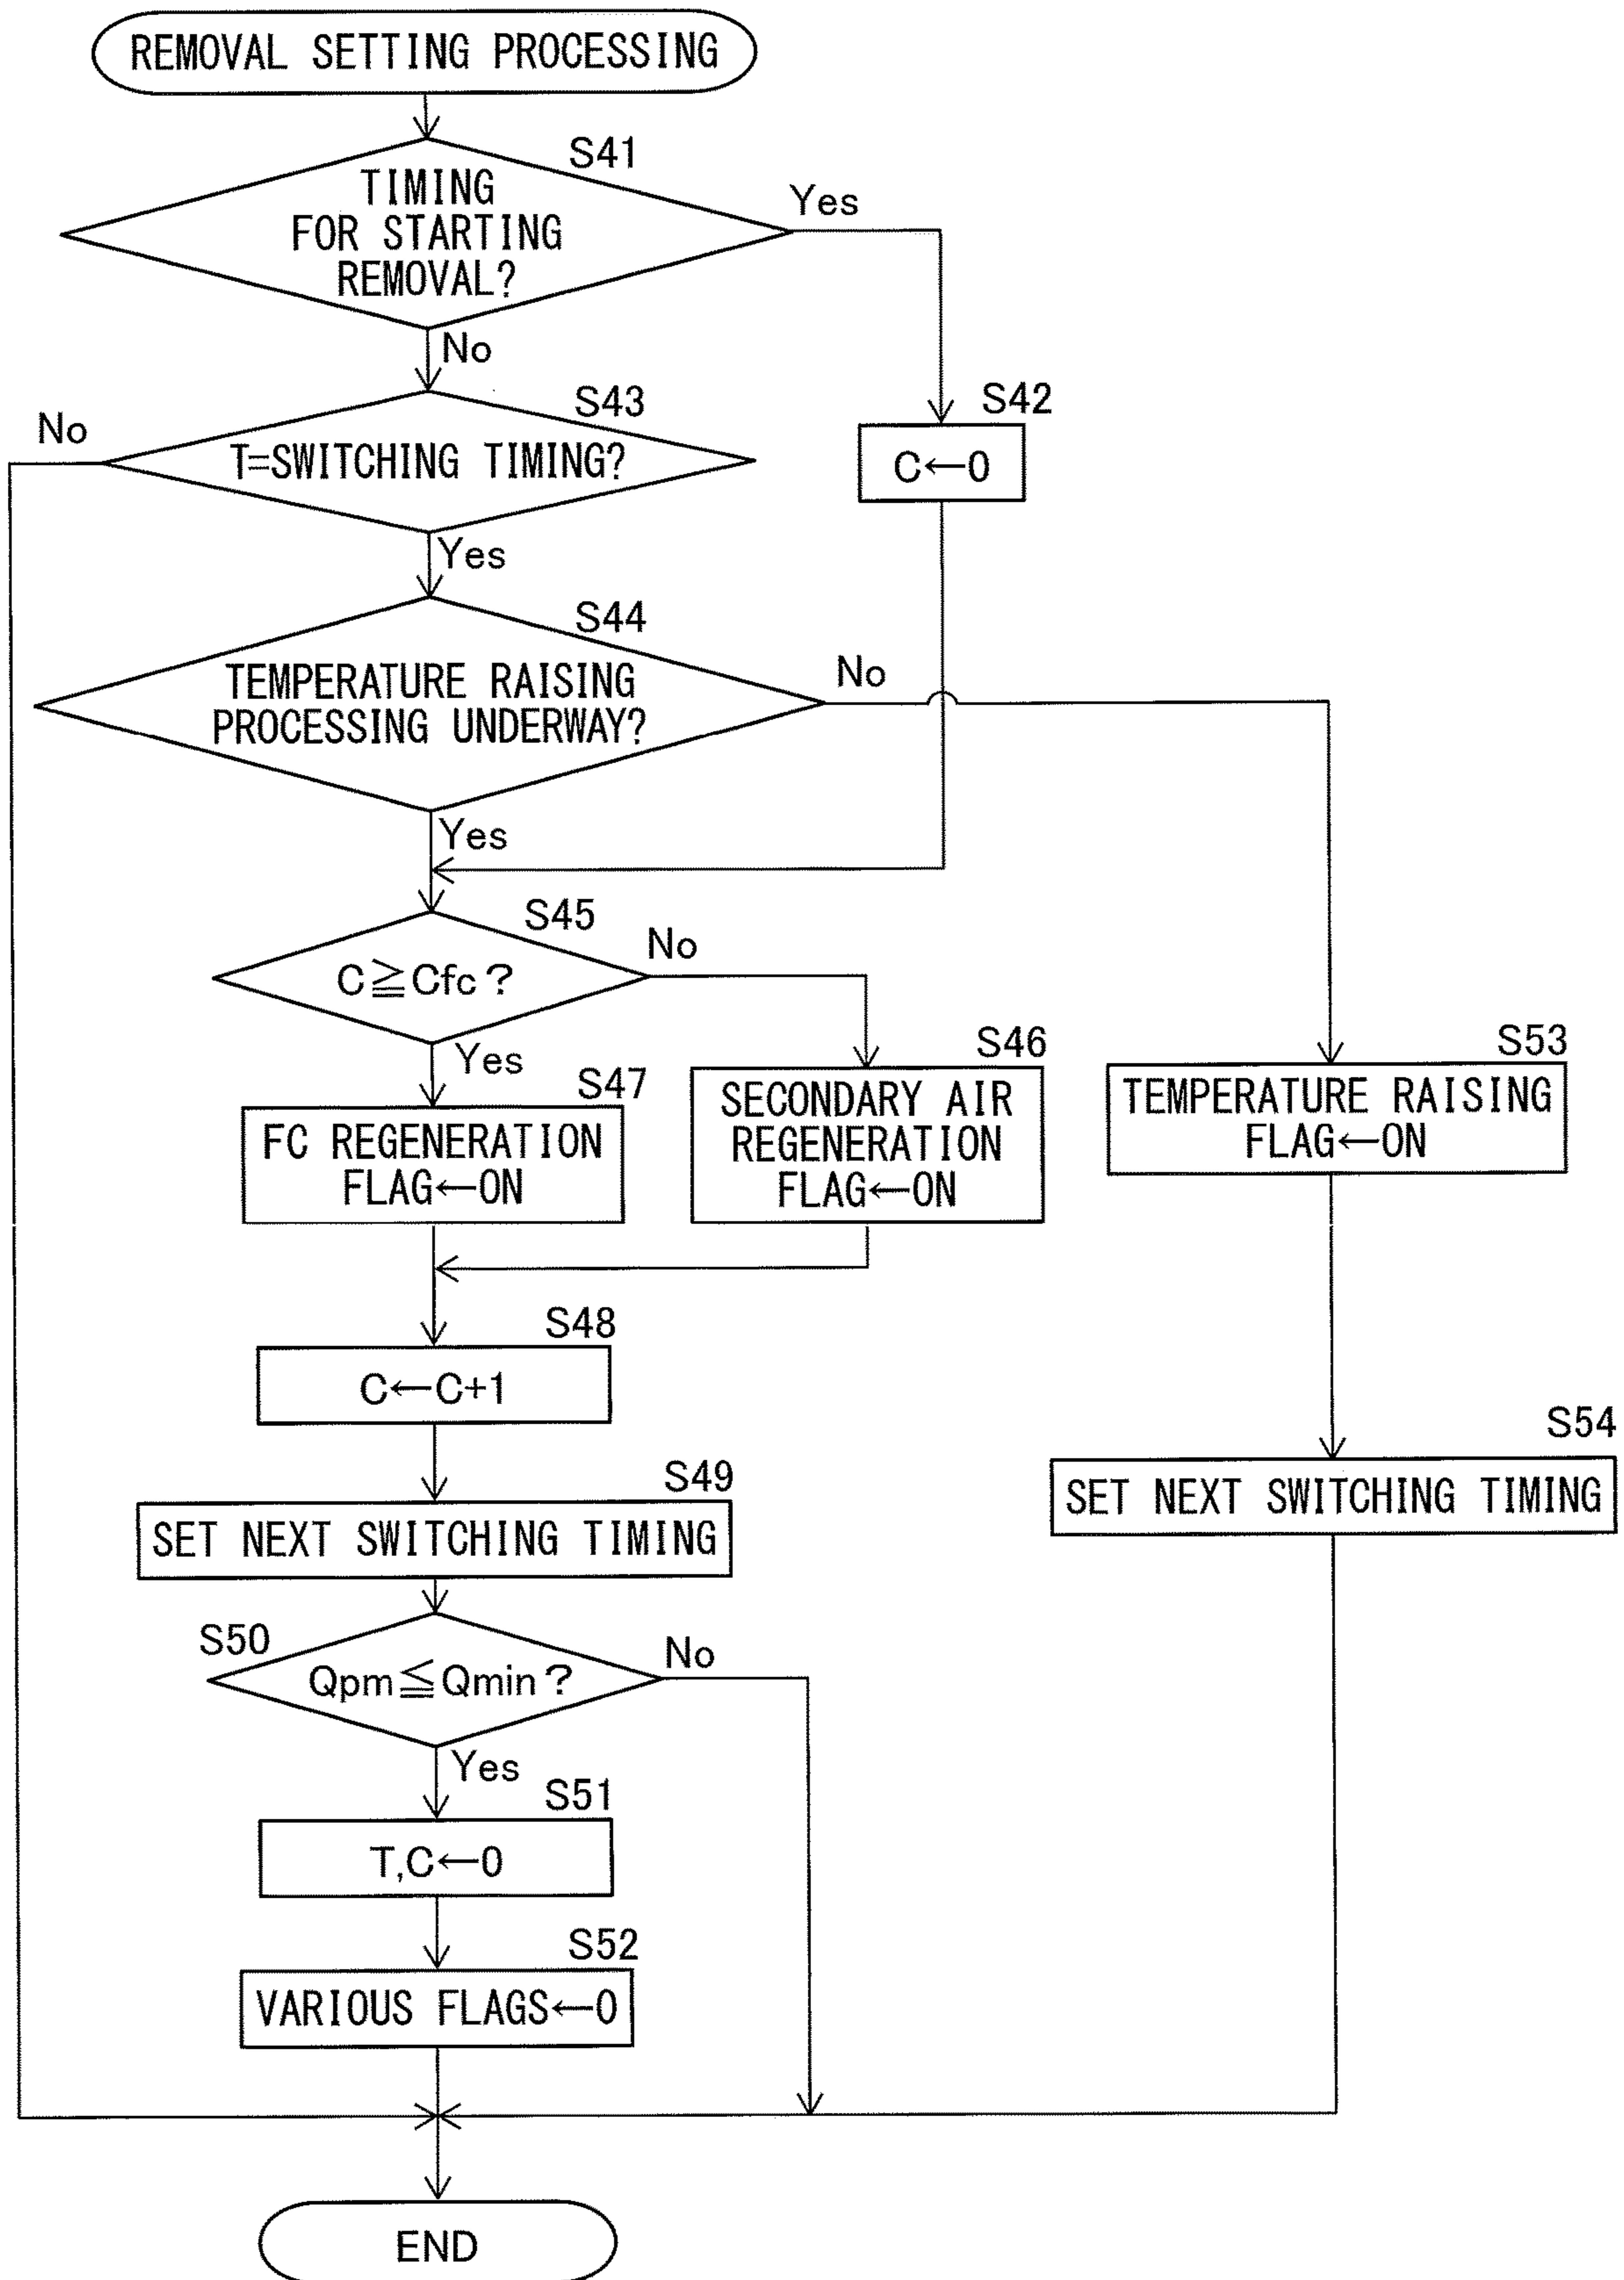 REMOVAL SETTING PROCESSING
S41
TIMING
FOR STARTING
REMOVAL?
Yes
No
S43
No
T=SWITCHING TIMING?
S42
C←0
Yes
S44
TEMPERATURE RAISING
PROCESSING UNDERWAY?
No
Yes
S45
C≧Cfc?
No
Yes
S47
FC REGENERATION
FLAG←ON
S46
SECONDARY AIR
REGENERATION
FLAG←ON
S53
TEMPERATURE RAISING
FLAG←ON
S48
C←C+1
S49
SET NEXT SWITCHING TIMING
S54
SET NEXT SWITCHING TIMING
S50
Qpm≦Qmin?
No
Yes
S51
T,C←0
S52
VARIOUS FLAGS←0
END